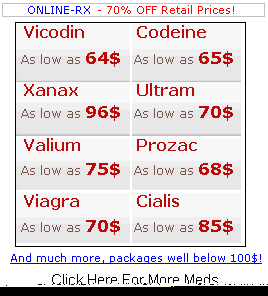 ONLINE-RX - 70% OFF Retail Prices!
Vicodin Codeine
As low as 64$ As low as 65$
Xanax Ultram
As low as 96$ As low as 70$
Valium Prozac
As low as 75$ As low as 68$
Viagra Cialis
As low as 70$ As low as 85$
And much more, packages well below 100$!
Click Here For More Meds